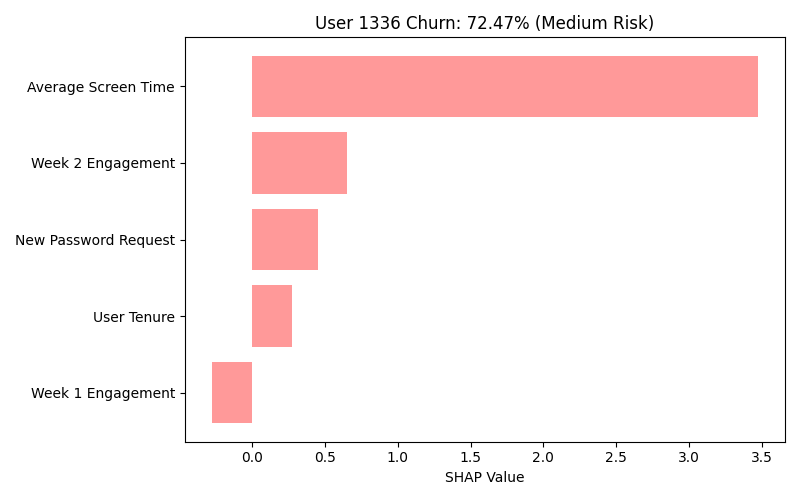 User 1336 Churn: 72.47% (Medium Risk)
Average Screen Time
Week 2 Engagement
New Password Request
User Tenure
Week 1 Engagement
0.0 0.5 1.0 1.5 2.0 2.5 3.0 3.5
SHAP Value